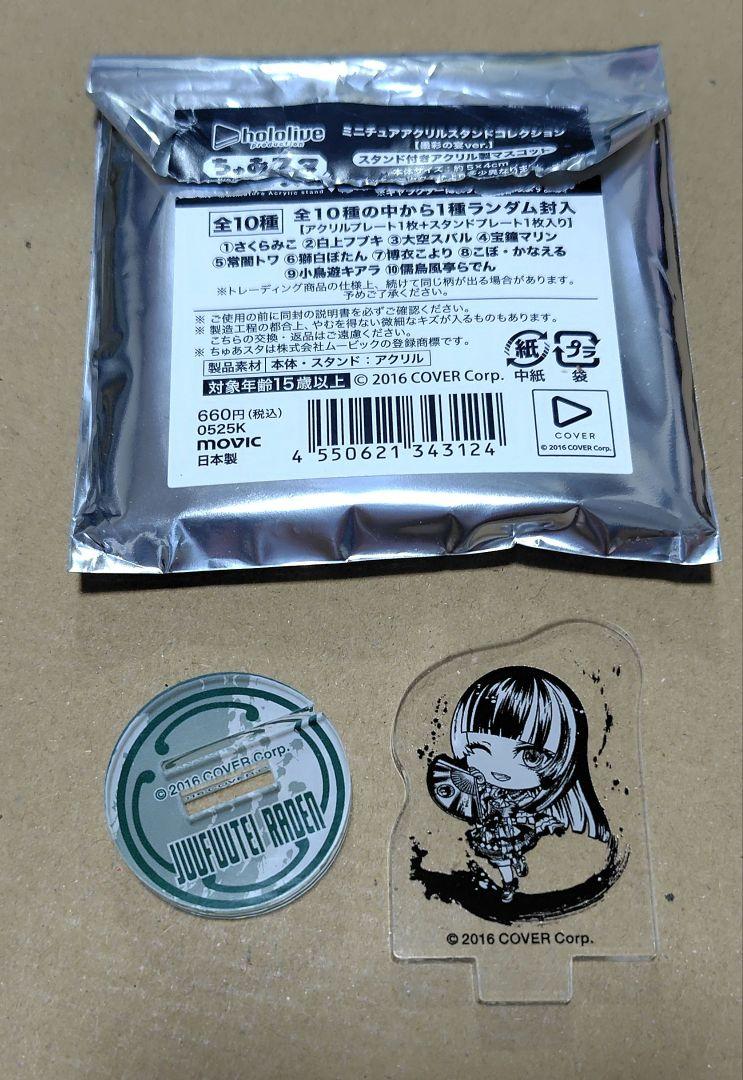 hololive
production
ミニチュアアクリルスタンドコレクション
【墨彩の宴ver.】
ちゅあスタ
スタンド付きアクリル製マスコット
本体サイズ：約5×4cm
Acrylic stand
全10種
全10種の中から1種ランダム封入
【アクリルプレート1枚+スタンドプレート1枚入り】
①さくらみこ ②白上フブキ ③大空スバル ④宝鐘マリン
⑤常闇トワ ⑥獅白ぼたん ⑦博衣こより ⑧こぼ・かなえる
⑨小鳥遊キアラ ⑩儒烏風亭らでん
※トレーディング商品の仕様上、続けて同じ柄が出る場合があります。
予めご了承ください。
※ ご使用の前に同封の説明書を必ずご確認ください。
※ 製造工程の都合上、やむを得ない微細なキズが入るものもあります。
こちらの交換・返品はご遠慮ください。
※ ちゅあスタは株式会社ムービックの登録商標です。
製品素材 本体・スタンド：アクリル
対象年齢15歳以上 © 2016 COVER Corp.
紙
中紙
プラ
袋
660円(税込)
0525K
movic
日本製
4 550621 343124
COVER
© 2016 COVER Corp.
© 2016 COVER Corp.
JUUFUUTEI RADEN
© 2016 COVER Corp.